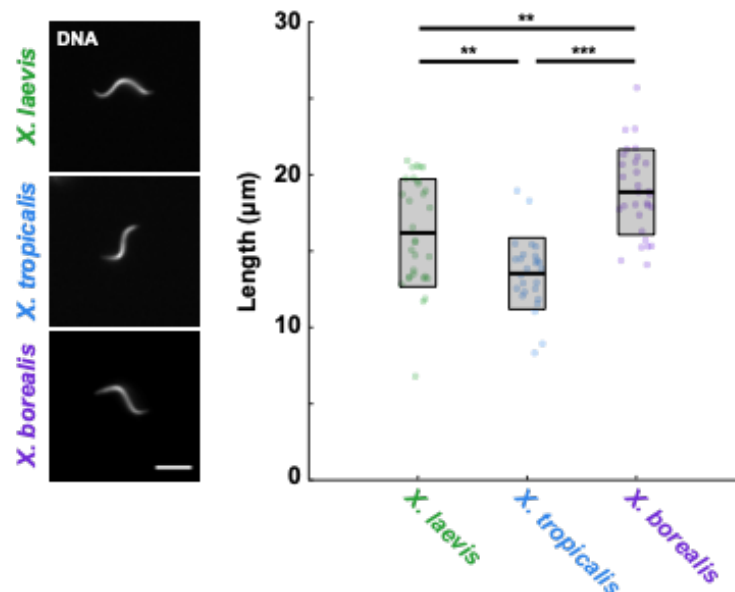 DNA
X. laevis
X. tropicalis
X. borealis
Length (µm)
30
20
10
0
**
**
***
X. laevis
X. tropicalis
X. borealis